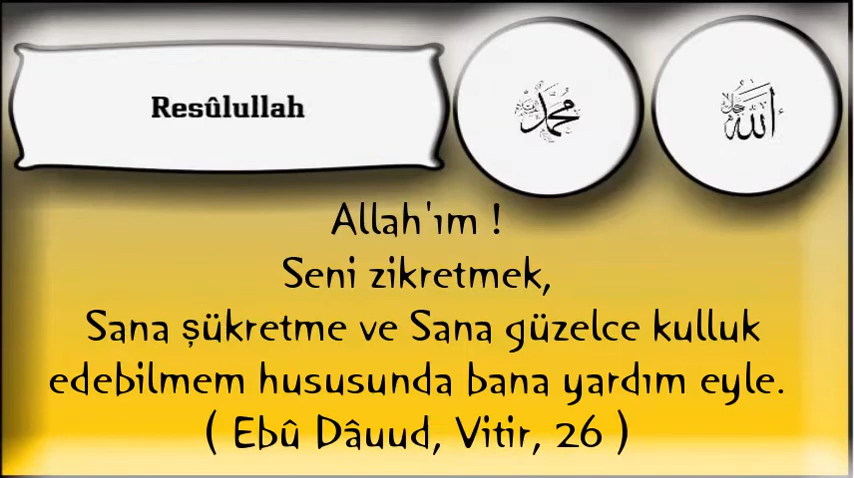 Resûlullah
محمد
الله
Allah'ım !
Seni zikretmek,
Sana şükretme ve Sana güzelce kulluk
edebilmem hususunda bana yardım eyle.
( Ebû Dâuud, Vitir, 26 )